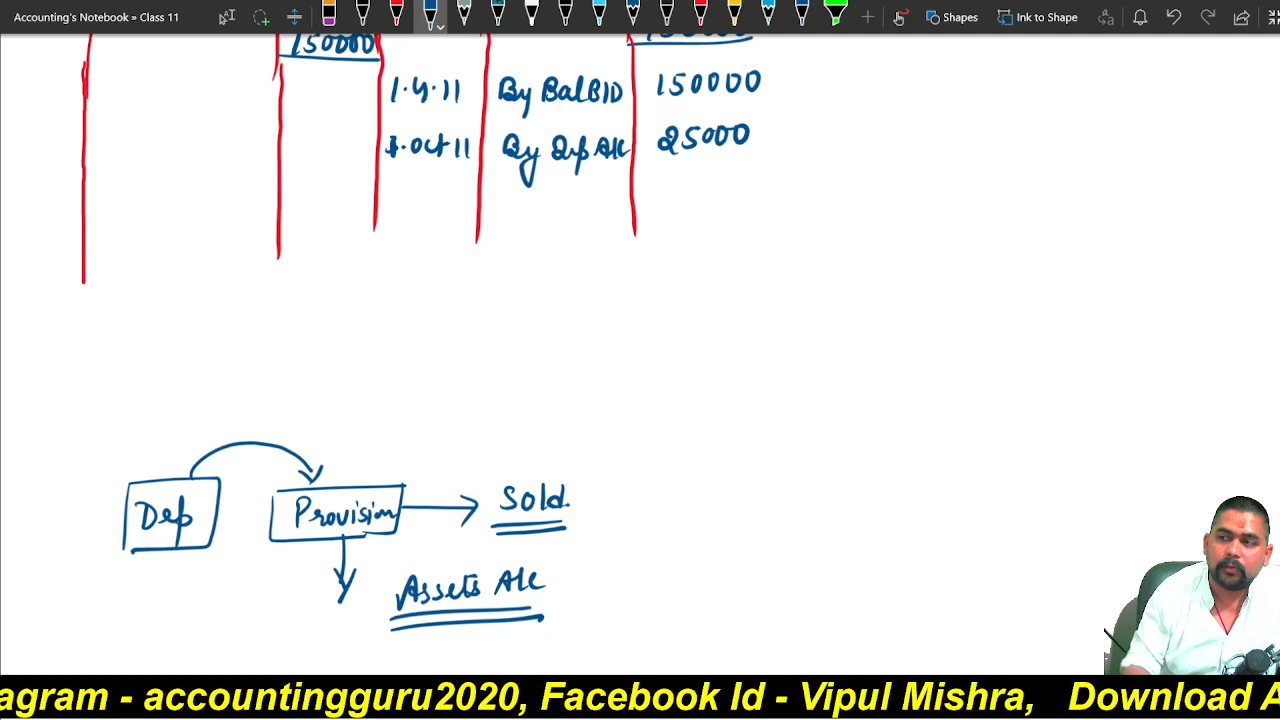 Accounting's Notebook » Class 11
Shapes
Ink to Shape
150000
1.4.11 By Bal B/D 150000
1.Oct 11 By Dep A/c 25000
Dep
Provision
Sold
Assets A/c
agram - accountingguru2020, Facebook Id - Vipul Mishra, Download A